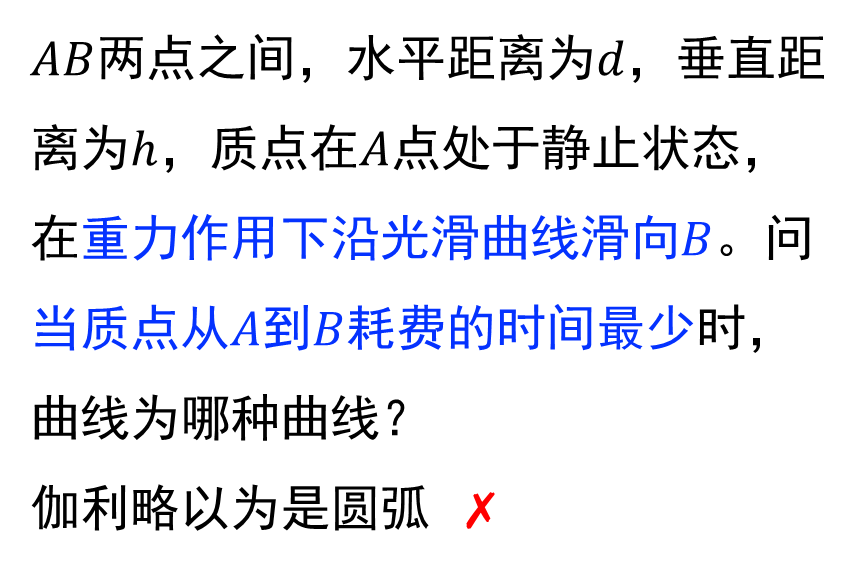 AB两点之间，水平距离为d，垂直距
离为h，质点在A点处于静止状态，
在重力作用下沿光滑曲线滑向B。问
当质点从A到B耗费的时间最少时，
曲线为哪种曲线？
伽利略以为是圆弧 ✗